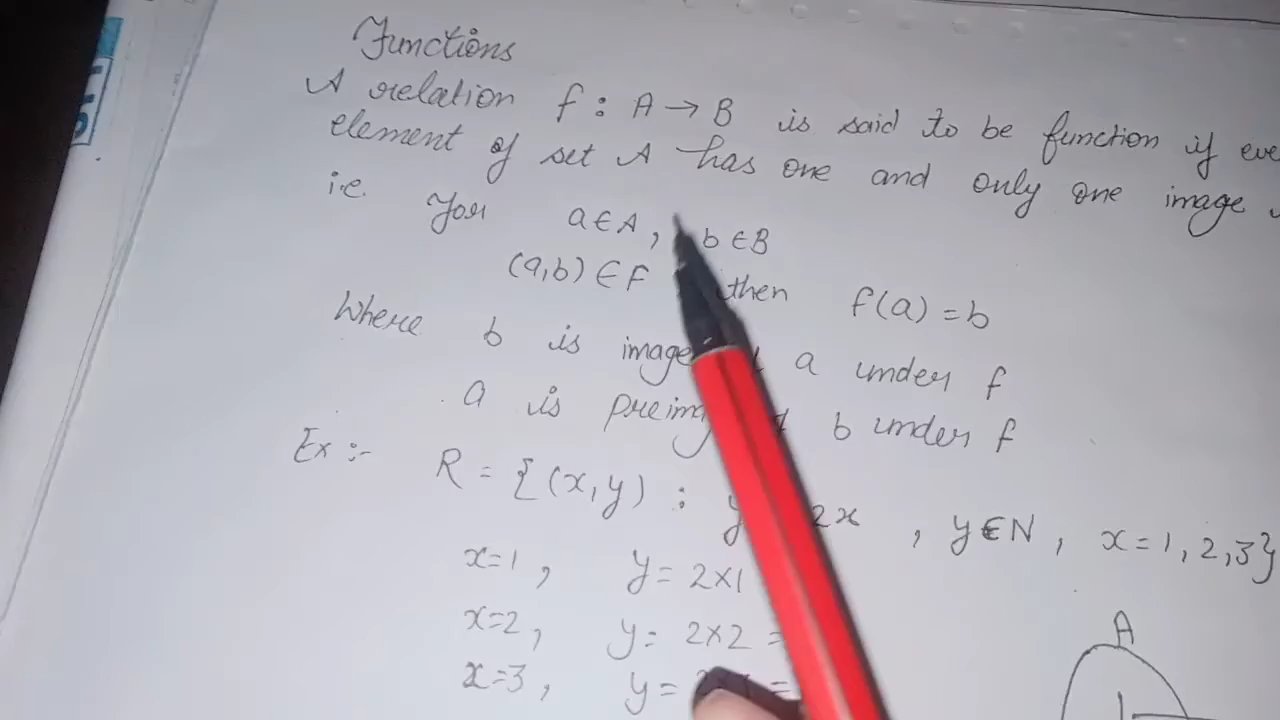 Functions
A relation f : A → B is said to be function if eve
element of set A has one and only one image
i.e. For a ∈ A, b ∈ B
(a,b) ∈ F then f(a) = b
Where b is image a under f
a is b under f
Ex :- R = {(x,y) : y 2x , y ∈ N , x = 1, 2, 3}
x=1 , y = 2×1
x=2 , y = 2×2 =
x=3 , y =
A